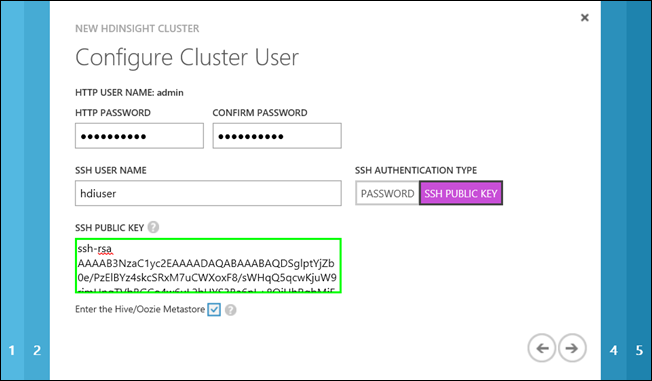 NEW HDINSIGHT CLUSTER
Configure Cluster User
HTTP USER NAME: admin
HTTP PASSWORD CONFIRM PASSWORD
●●●●●●●●●● ●●●●●●●●●●
SSH USER NAME SSH AUTHENTICATION TYPE
hdiuser PASSWORD SSH PUBLIC KEY
SSH PUBLIC KEY ?
ssh-rsa
AAAAB3NzaC1yc2EAAAADAQABAAABAQDSglptYjZb
0e/PzElBYz4skcSRxM7uCWXoxF8/sWHqQ5qcwKjuW9
Enter the Hive/Oozie Metastore ?
1 2 4 5